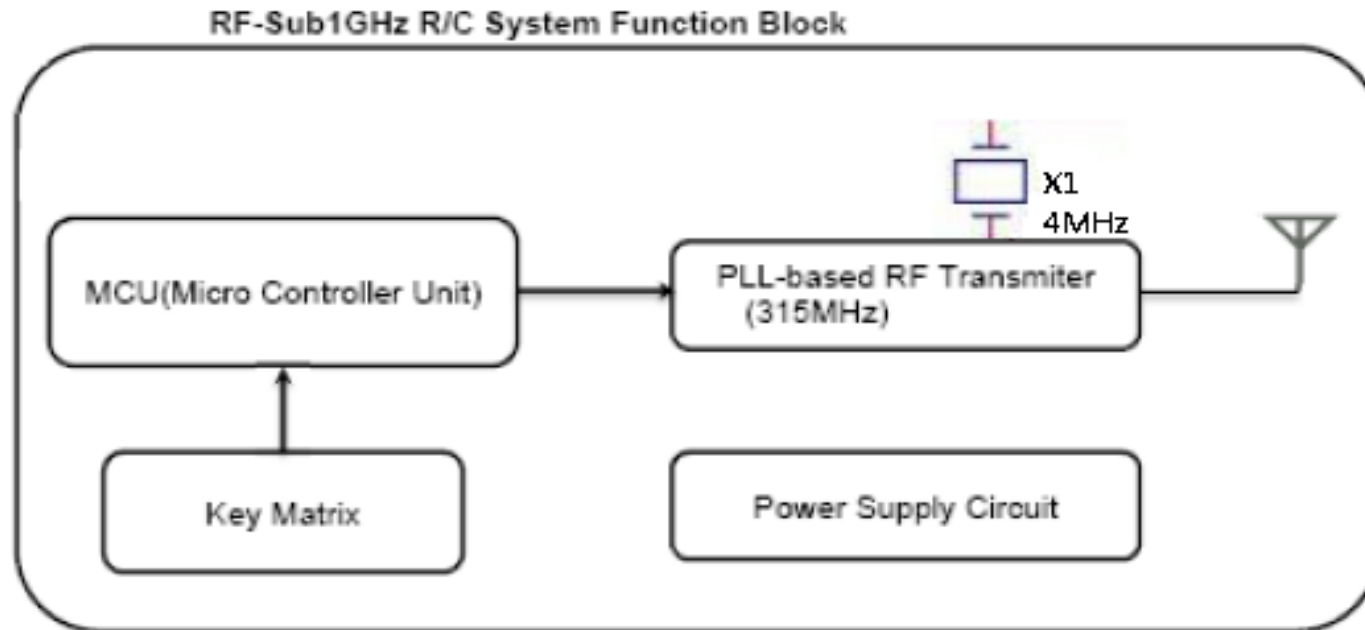 RF-Sub1GHz R/C System Function Block
X1
4MHz
MCU(Micro Controller Unit)
PLL-based RF Transmiter
(315MHz)
Key Matrix
Power Supply Circuit